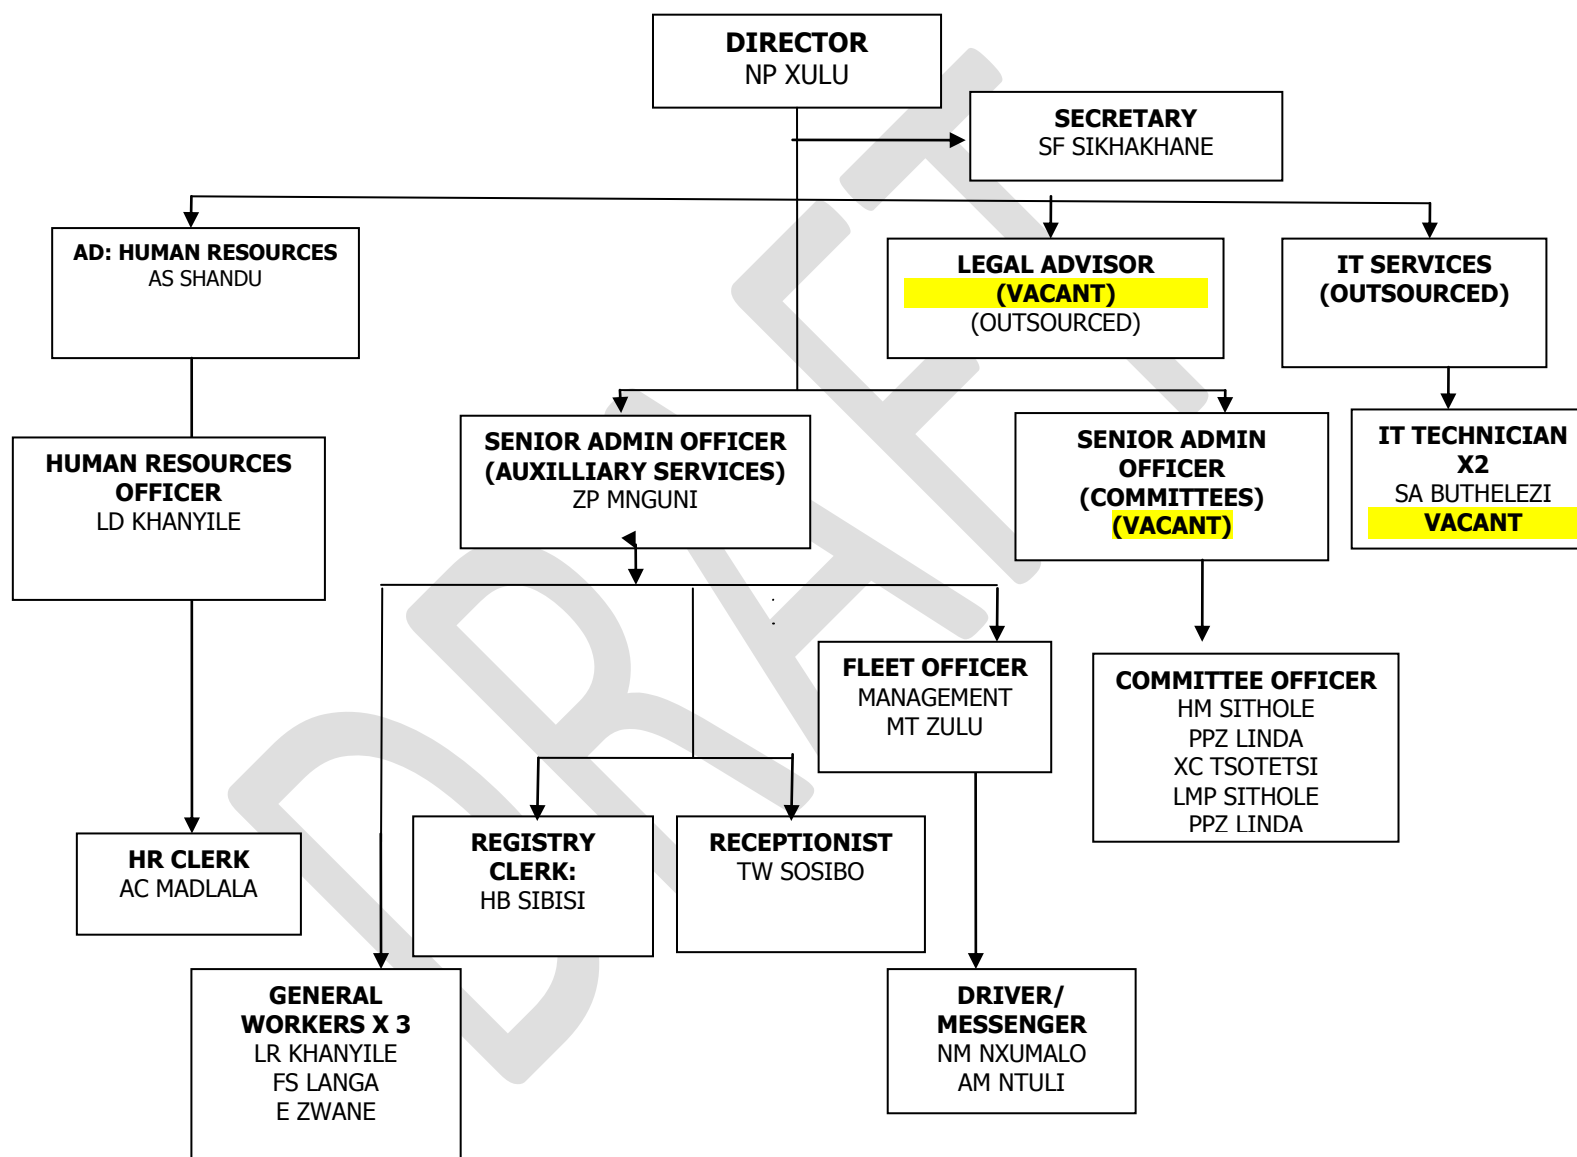 DIRECTOR
NP XULU
SECRETARY
SF SIKHAKHANE
AD: HUMAN RESOURCES
AS SHANDU
LEGAL ADVISOR
(VACANT)
(OUTSOURCED)
IT SERVICES
(OUTSOURCED)
HUMAN RESOURCES
OFFICER
LD KHANYILE
SENIOR ADMIN OFFICER
(AUXILLIARY SERVICES)
ZP MNGUNI
SENIOR ADMIN
OFFICER
(COMMITTEES)
(VACANT)
IT TECHNICIAN
X2
SA BUTHELEZI
VACANT
FLEET OFFICER
MANAGEMENT
MT ZULU
COMMITTEE OFFICER
HM SITHOLE
PPZ LINDA
XC TSOTETSI
LMP SITHOLE
PPZ LINDA
HR CLERK
AC MADLALA
REGISTRY
CLERK:
HB SIBISI
RECEPTIONIST
TW SOSIBO
GENERAL
WORKERS X 3
LR KHANYILE
FS LANGA
E ZWANE
DRIVER/
MESSENGER
NM NXUMALO
AM NTULI
DRAFT